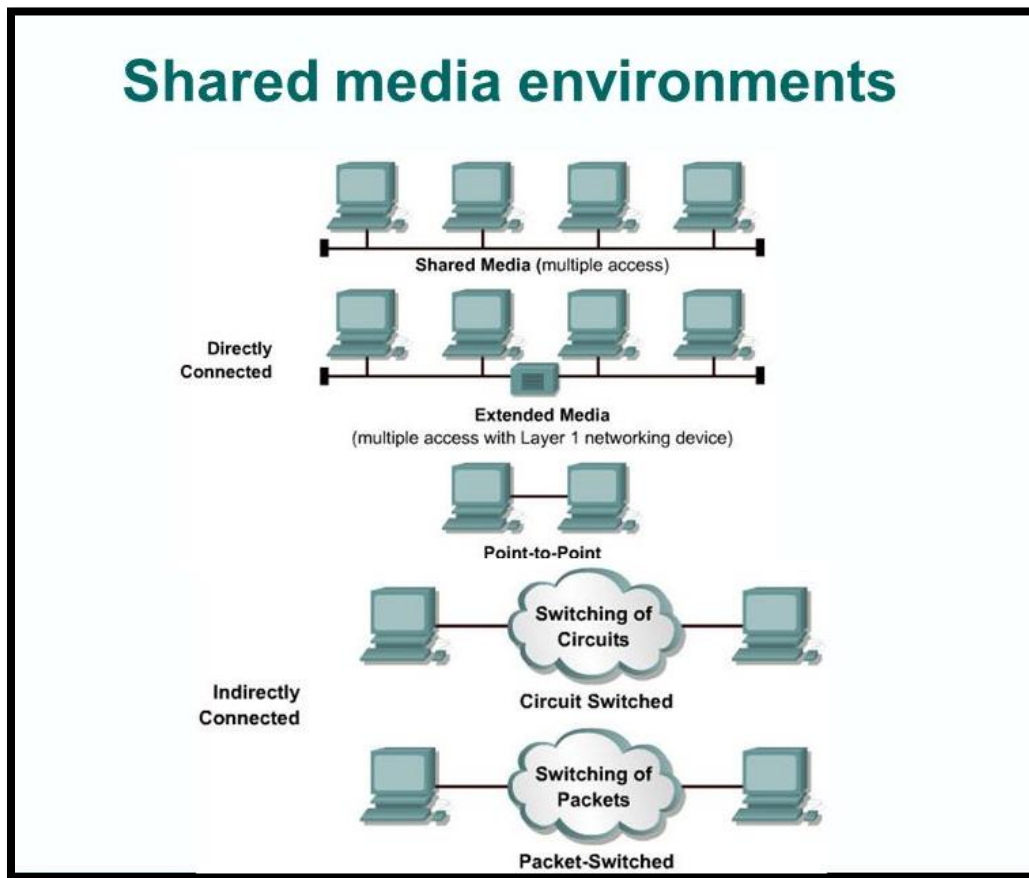 Shared media environments
Shared Media (multiple access)
Directly
Connected
Extended Media
(multiple access with Layer 1 networking device)
Point-to-Point
Switching of
Circuits
Circuit Switched
Indirectly
Connected
Switching of
Packets
Packet-Switched